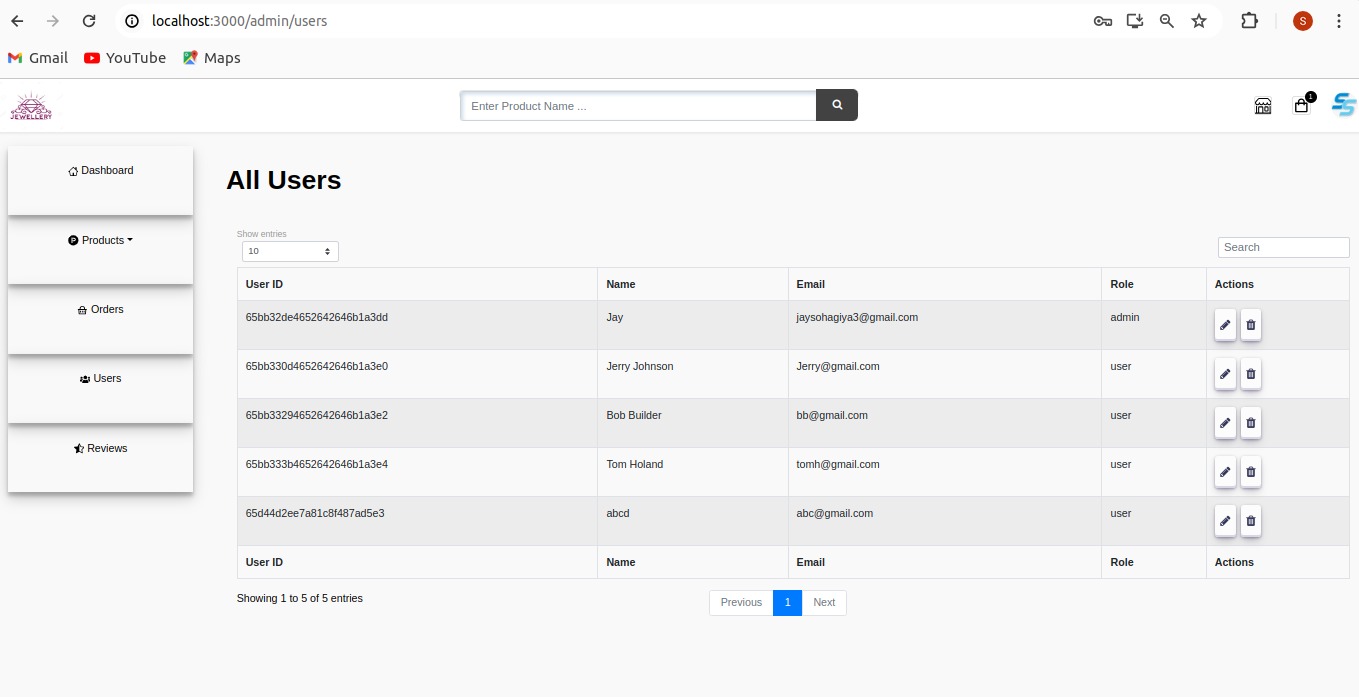 localhost:3000/admin/users
S
Gmail YouTube Maps
JEWELLERY
Enter Product Name ...
1
Dashboard
Products
Orders
Users
Reviews
All Users
Show entries
10
Search
User ID Name Email Role Actions
65bb32de4652642646b1a3dd Jay jaysohagiya3@gmail.com admin
65bb330d4652642646b1a3e0 Jerry Johnson Jerry@gmail.com user
65bb33294652642646b1a3e2 Bob Builder bb@gmail.com user
65bb333b4652642646b1a3e4 Tom Holand tomh@gmail.com user
65d44d2ee7a81c8f487ad5e3 abcd abc@gmail.com user
User ID Name Email Role Actions
Showing 1 to 5 of 5 entries
Previous 1 Next